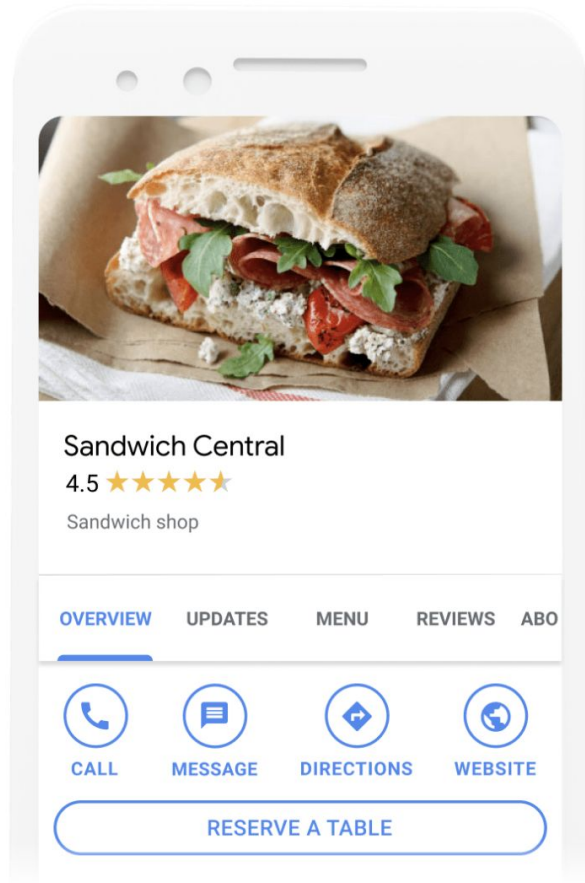 Sandwich Central
4.5
Sandwich shop
OVERVIEW UPDATES MENU REVIEWS ABO
CALL MESSAGE DIRECTIONS WEBSITE
RESERVE A TABLE